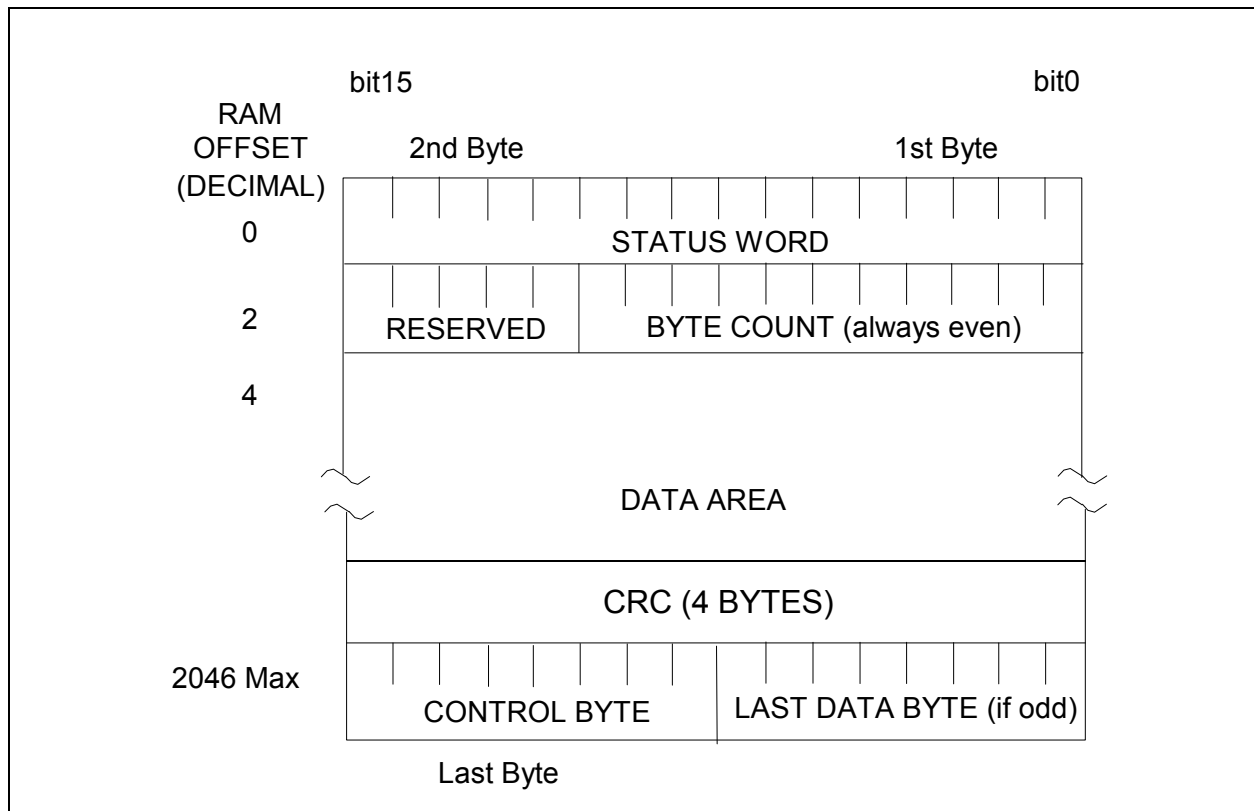 bit15 bit0
RAM
OFFSET
(DECIMAL)
2nd Byte 1st Byte
0 STATUS WORD
2 RESERVED BYTE COUNT (always even)
4
DATA AREA
CRC (4 BYTES)
2046 Max CONTROL BYTE LAST DATA BYTE (if odd)
Last Byte